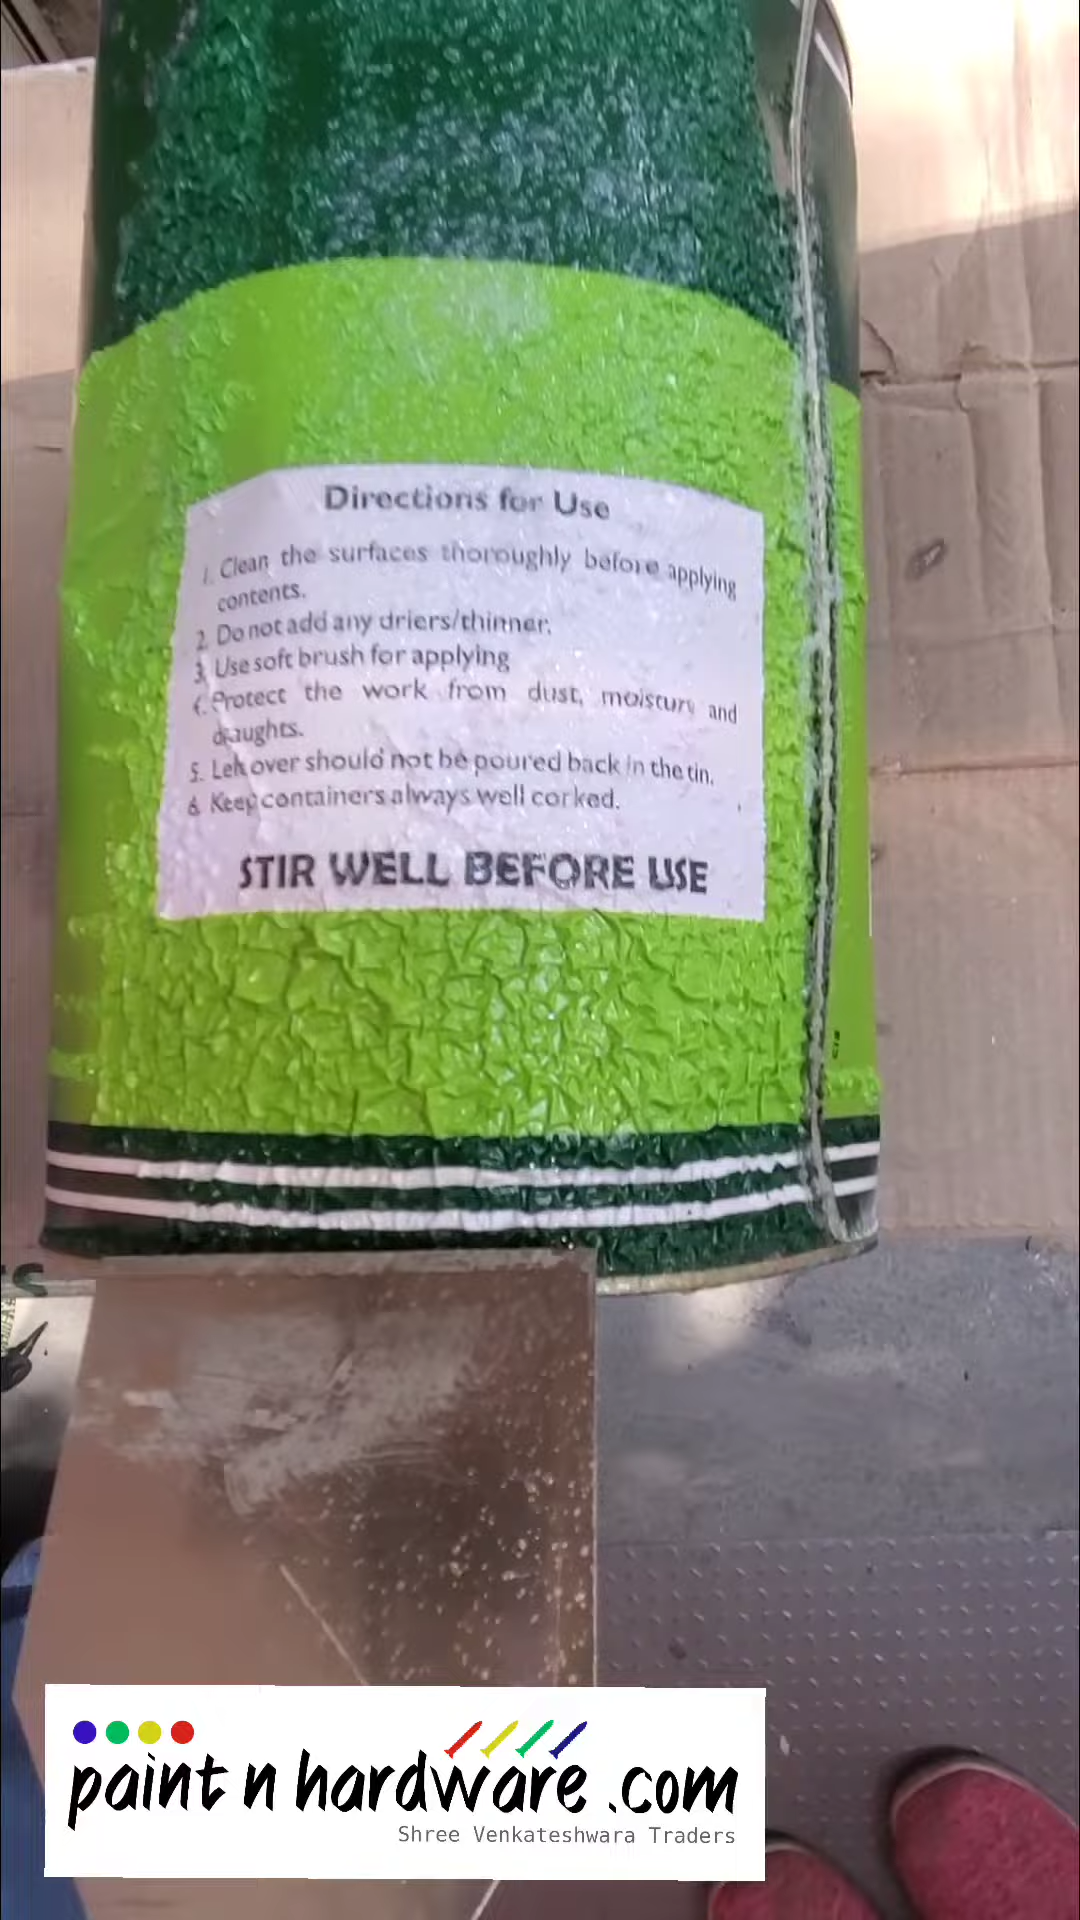 Directions for Use
1. Clean the surfaces thoroughly before applying
contents.
2. Do not add any driers/thinner.
3. Use soft brush for applying
4. Protect the work from dust, moisture and
draughts.
5. Left over should not be poured back in the tin.
6. Keep containers always well corked.
STIR WELL BEFORE USE
paint n hardware .com
Shree Venkateshwara Traders